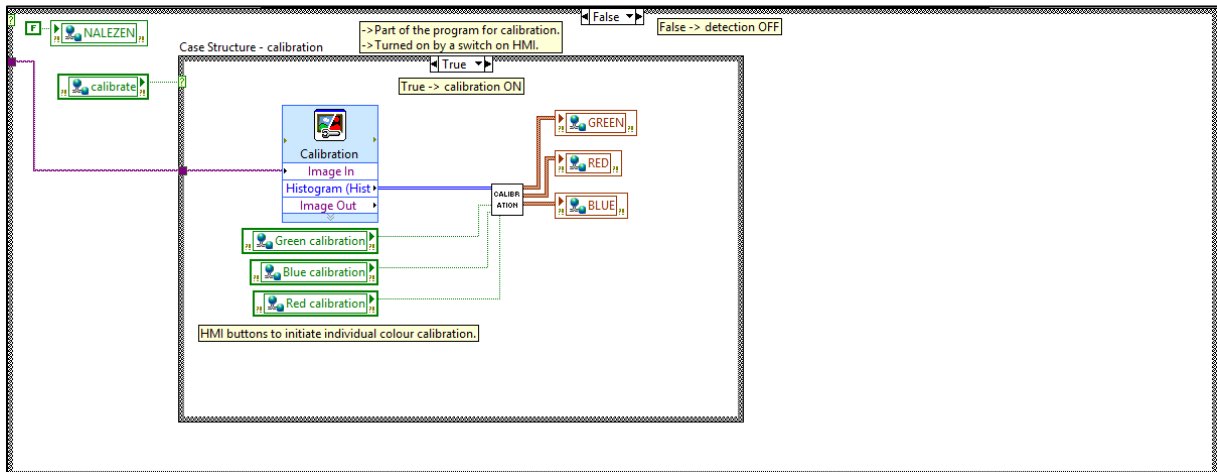 False
F
NALEZEN
->Part of the program for calibration.
->Turned on by a switch on HMI.
False -> detection OFF
Case Structure - calibration
True
calibrate
True -> calibration ON
Calibration
Image In
Histogram (Hist
Image Out
CALIBR
ATION
GREEN
RED
BLUE
Green calibration
Blue calibration
Red calibration
HMI buttons to initiate individual colour calibration.